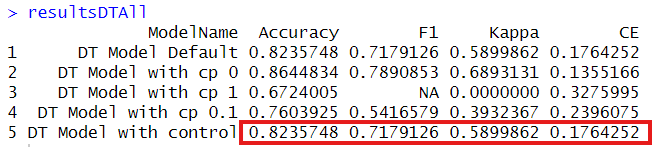 > resultsDTAll
ModelName Accuracy F1 Kappa CE
1 DT Model Default 0.8235748 0.7179126 0.5899862 0.1764252
2 DT Model with cp 0 0.8644834 0.7890853 0.6893131 0.1355166
3 DT Model with cp 1 0.6724005 NA 0.0000000 0.3275995
4 DT Model with cp 0.1 0.7603925 0.5416579 0.3932367 0.2396075
5 DT Model with control 0.8235748 0.7179126 0.5899862 0.1764252